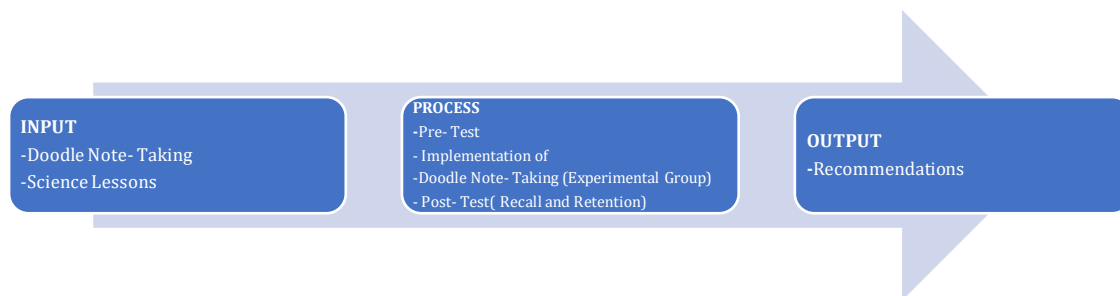 INPUT
-Doodle Note- Taking
-Science Lessons
PROCESS
-Pre- Test
- Implementation of
-Doodle Note- Taking (Experimental Group)
- Post- Test( Recall and Retention)
OUTPUT
-Recommendations